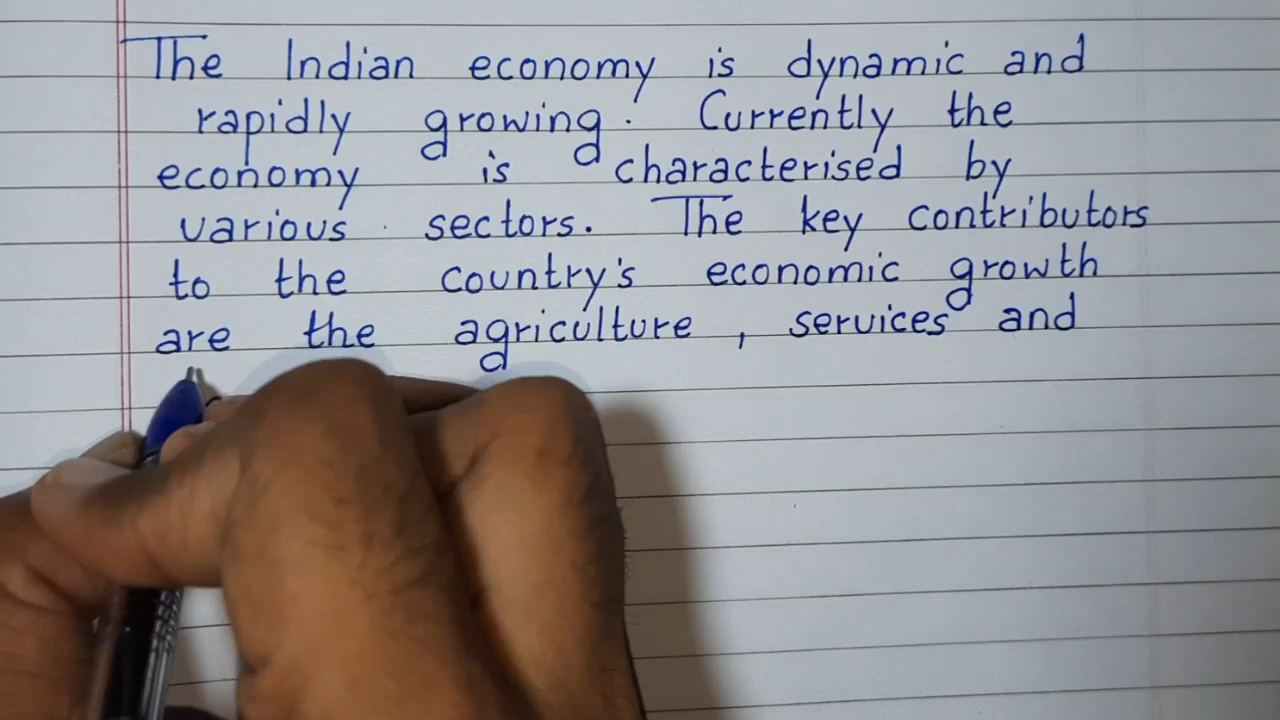 The Indian economy is dynamic and
rapidly growing. Currently the
economy is characterised by
various sectors. The key contributors
to the country's economic growth
are the agriculture, services and